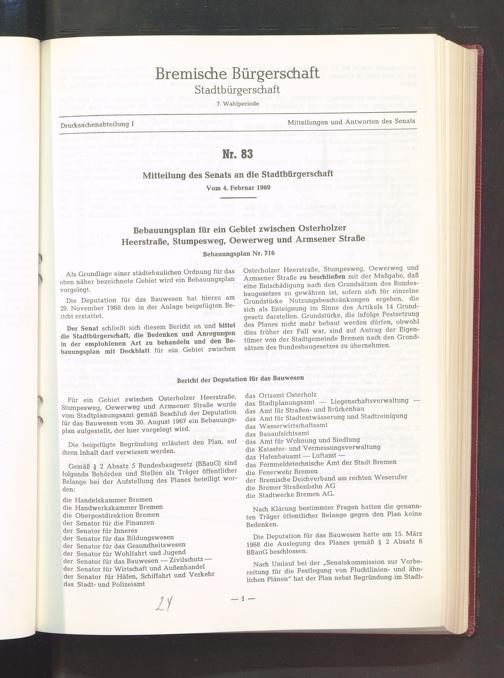 Bremische Bürgerschaft
Stadtbürgerschaft
7. Wahlperiode
Drucksachenabteilung I
Mitteilungen und Antworten des Senats
Nr. 83
Mitteilung des Senats an die Stadtbürgerschaft
Vom 4. Februar 1969
Bebauungsplan für ein Gebiet zwischen Osterholzer
Heerstraße, Stumpesweg, Oewerweg und Armsener Straße
Bebauungsplan Nr. 716
Als Grundlage einer städtebaulichen Ordnung für das
oben näher bezeichnete Gebiet wird ein Bebauungsplan
vorgelegt.
Die Deputation für das Bauwesen hat hierzu am
29. November 1968 den in der Anlage beigefügten Be-
richt erstattet.
Der Senat schließt sich diesem Bericht an und bittet
die Stadtbürgerschaft, die Bedenken und Anregungen
in der empfohlenen Art zu behandeln und den Be-
bauungsplan mit Deckblatt für ein Gebiet zwischen
Osterholzer Heerstraße, Stumpesweg, Oewerweg und
Armsener Straße zu beschließen mit der Maßgabe, daß
eine Entschädigung nach den Grundsätzen des Bundes-
baugesetzes zu gewähren ist, sofern sich für einzelne
Grundstücke Nutzungsbeschränkungen ergeben, die
sich als Enteignung im Sinne des Artikels 14 Grund-
gesetz darstellen. Grundstücke, die infolge Festsetzung
des Planes nicht mehr bebaut werden dürfen, obwohl
dies früher der Fall war, sind auf Antrag der Eigen-
tümer von der Stadtgemeinde Bremen nach den Grund-
sätzen des Bundesbaugesetzes zu übernehmen.
Bericht der Deputation für das Bauwesen
Für ein Gebiet zwischen Osterholzer Heerstraße,
Stumpesweg, Oewerweg und Armsener Straße wurde
vom Stadtplanungsamt gemäß Beschluß der Deputation
für das Bauwesen vom 30. August 1967 ein Bebauungs-
plan aufgestellt, der hier vorgelegt wird.
Die beigefügte Begründung erläutert den Plan, auf
ihren Inhalt darf verwiesen werden.
Gemäß § 2 Absatz 5 Bundesbaugesetz (BBauG) sind
folgende Behörden und Stellen als Träger öffentlicher
Belange bei der Aufstellung des Planes beteiligt wor-
den:
die Handelskammer Bremen
die Handwerkskammer Bremen
die Oberpostdirektion Bremen
der Senator für die Finanzen
der Senator für Inneres
der Senator für das Bildungswesen
der Senator für das Gesundheitswesen
der Senator für Wohlfahrt und Jugend
der Senator für das Bauwesen — Zivilschutz —
der Senator für Wirtschaft und Außenhandel
der Senator für Häfen, Schiffahrt und Verkehr
das Stadt- und Polizeiamt
das Ortsamt Osterholz
das Stadtplanungsamt — Liegenschaftsverwaltung —
das Amt für Straßen- und Brückenbau
das Amt für Stadtentwässerung und Stadtreinigung
das Wasserwirtschaftsamt
das Bauaufsichtsamt
das Amt für Wohnung und Siedlung
die Kataster- und Vermessungsverwaltung
das Hafenbauamt — Luftamt —
das Fernmeldetechnische Amt der Stadt Bremen
die Feuerwehr Bremen
der Bremische Deichverband am rechten Weserufer
die Bremer Straßenbahn AG
die Stadtwerke Bremen AG.
Nach Klärung bestimmter Fragen hatten die genann-
ten Träger öffentlicher Belange gegen den Plan keine
Bedenken.
Die Deputation für das Bauwesen hatte am 15. März
1968 die Auslegung des Planes gemäß § 2 Absatz 6
BBauG beschlossen.
Nach Umlauf bei der „Senatskommission zur Vorbe-
reitung für die Festlegung von Fluchtlinien- und ähn-
lichen Plänen" hat der Plan nebst Begründung im Stadt-
— 1 —
24